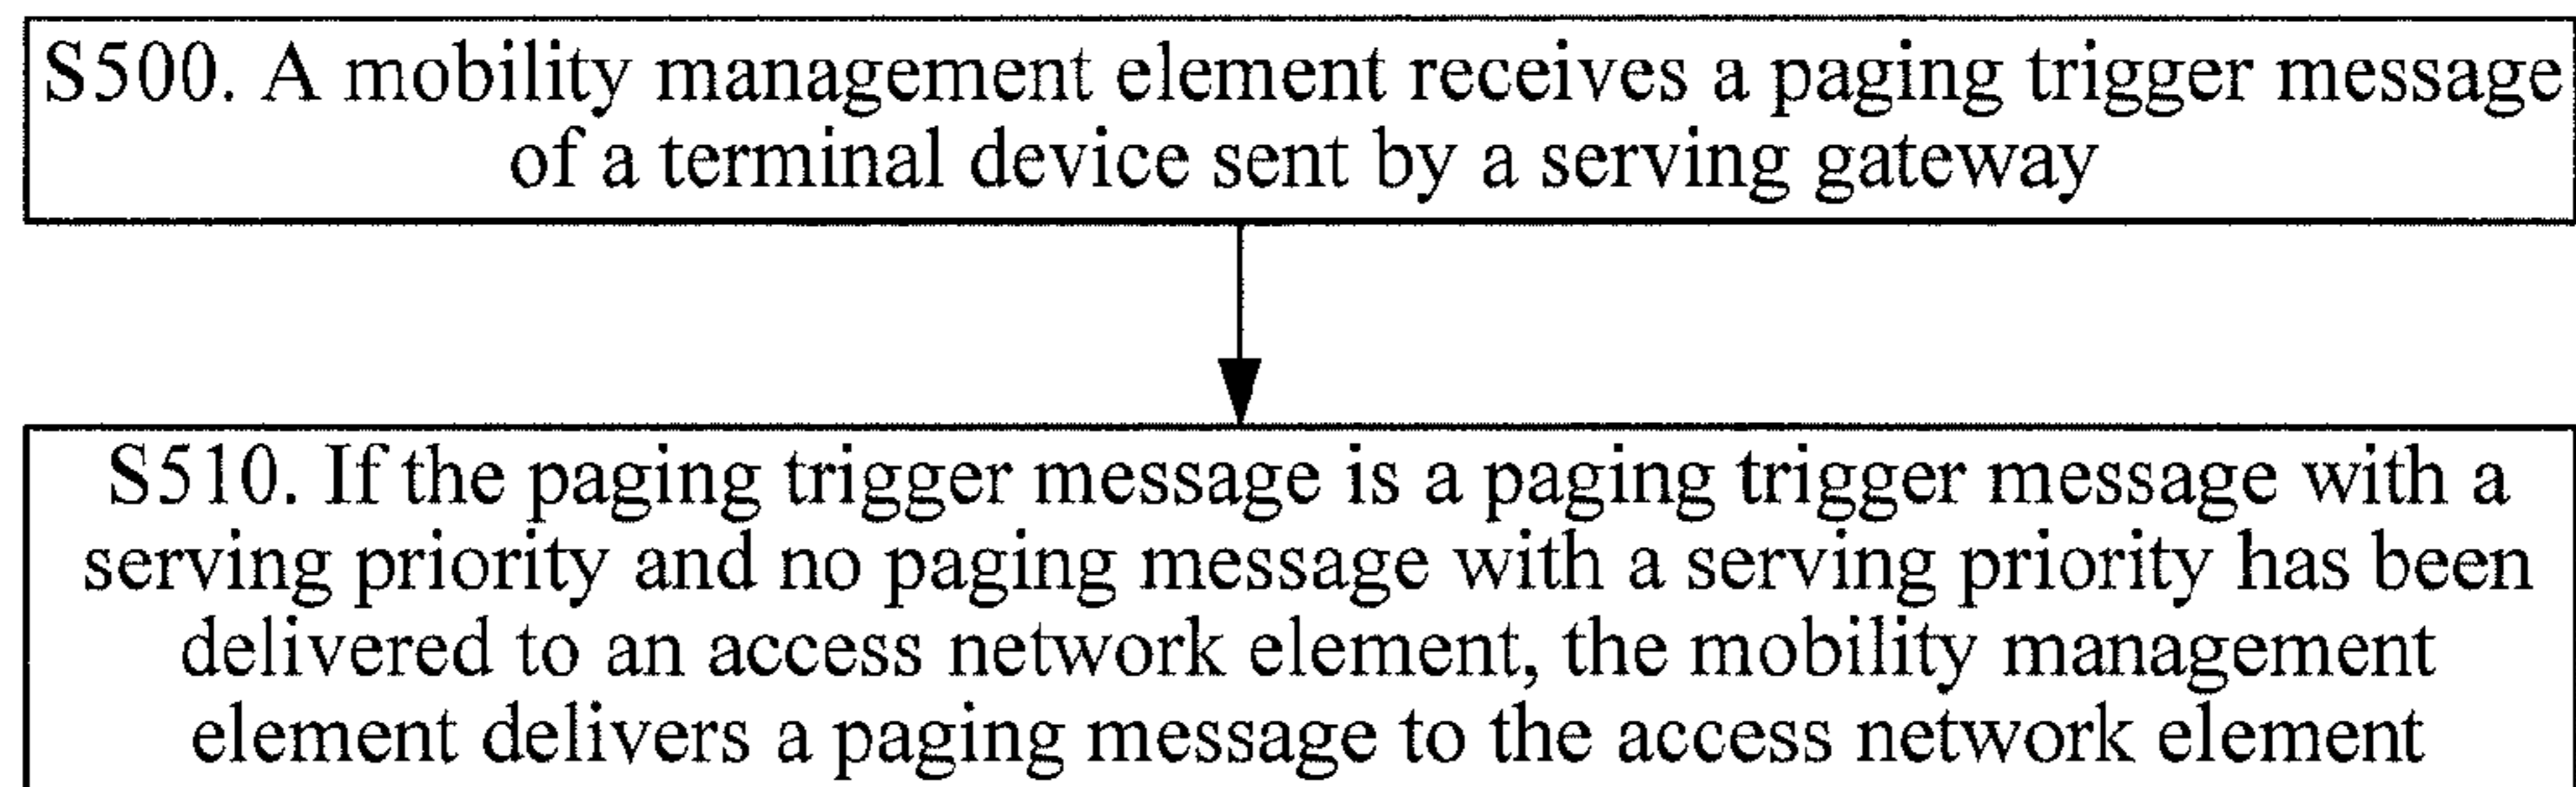 S500. A mobility management element receives a paging trigger message
of a terminal device sent by a serving gateway
S510. If the paging trigger message is a paging trigger message with a
serving priority and no paging message with a serving priority has been
delivered to an access network element, the mobility management
element delivers a paging message to the access network element